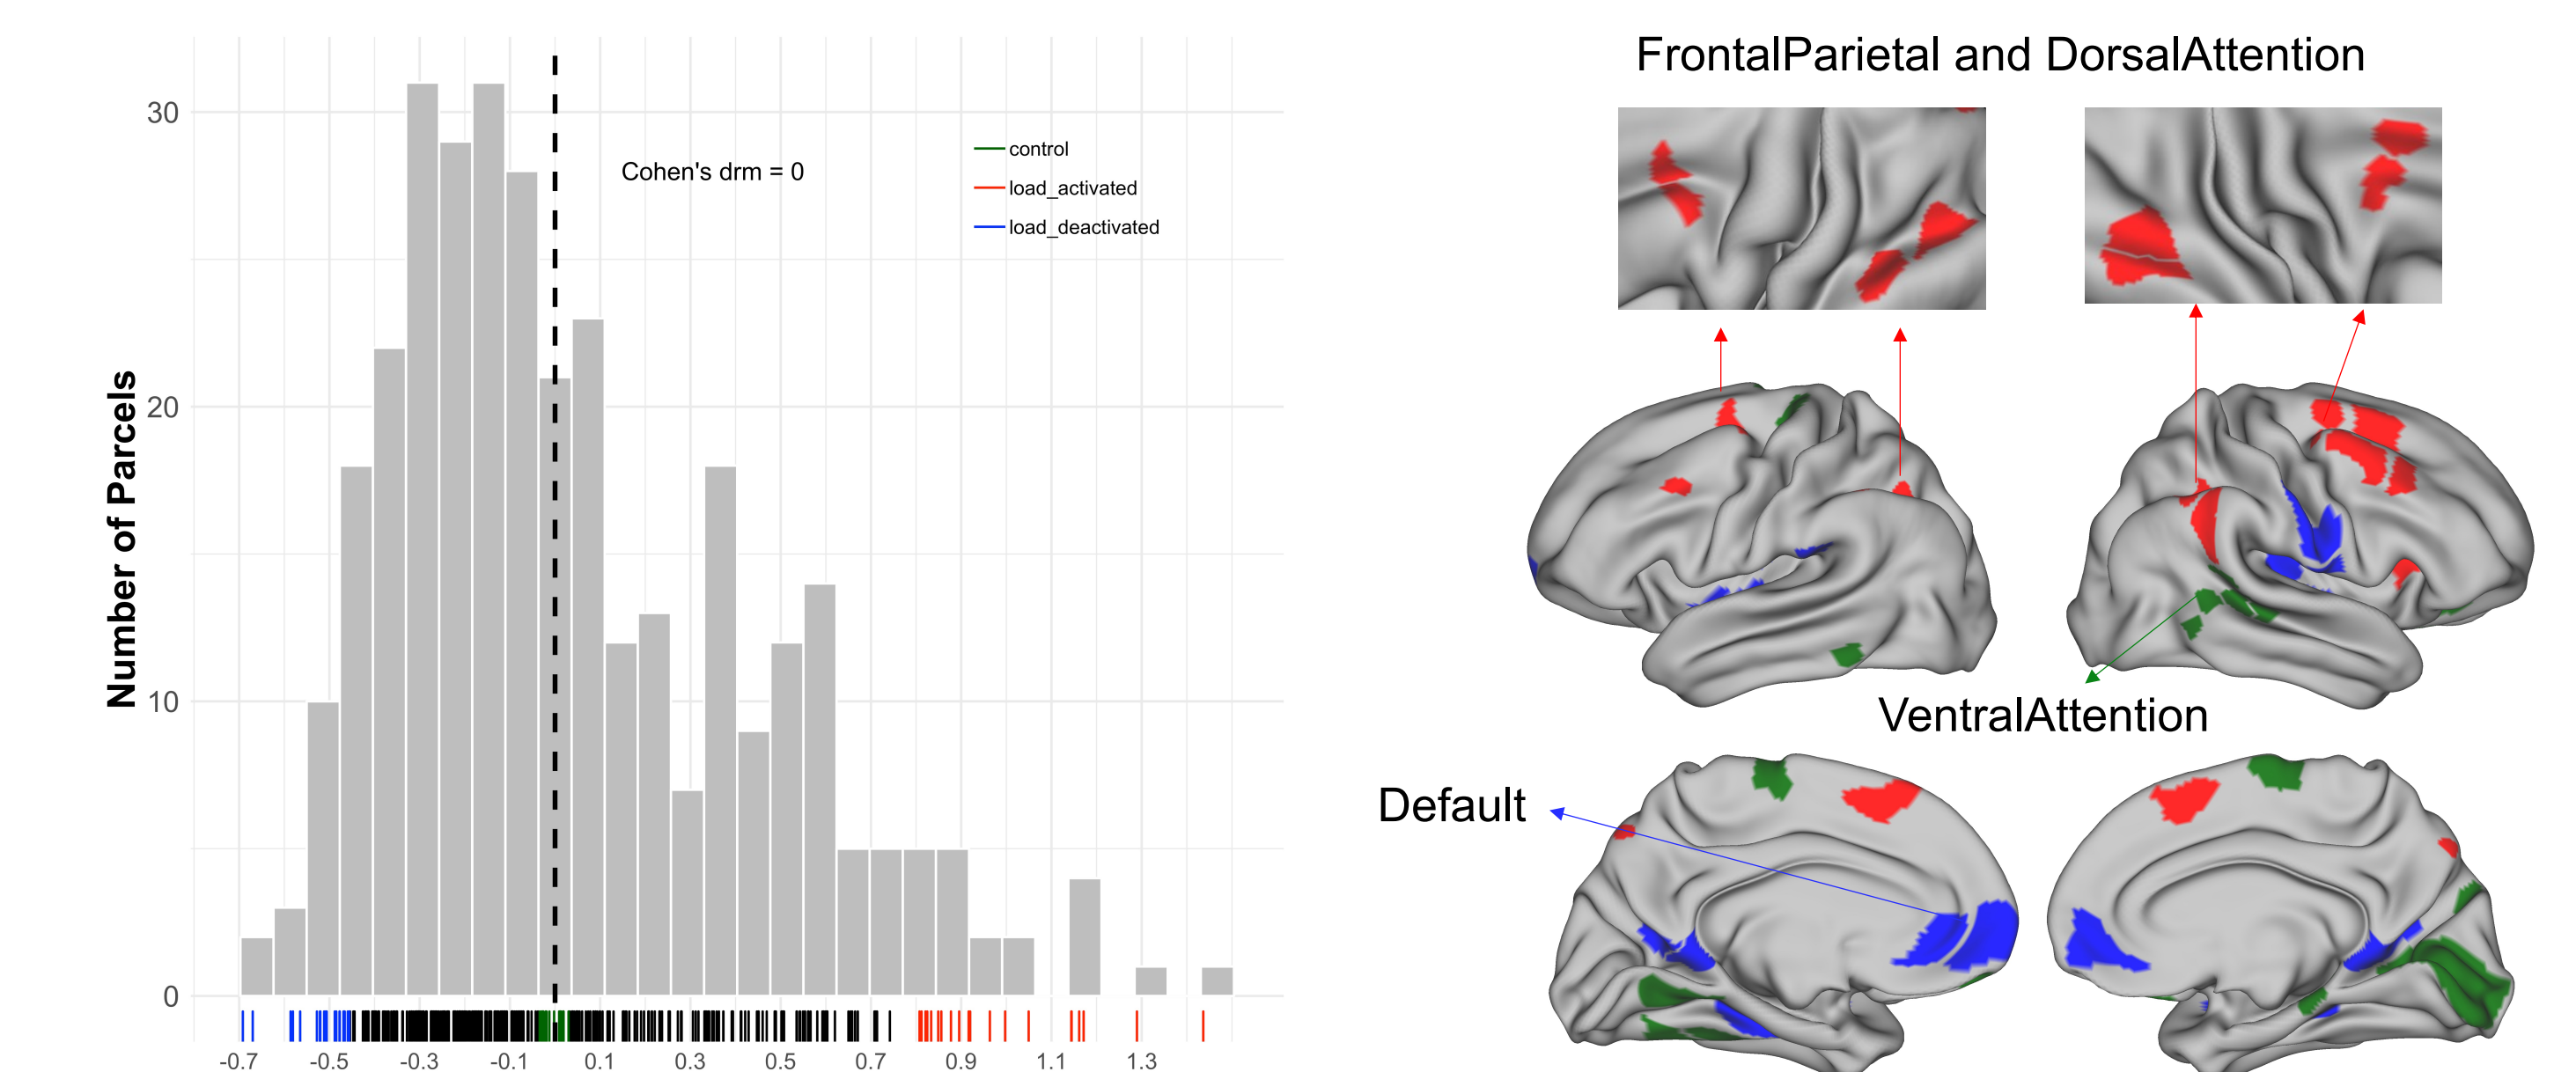 Number of Parcels
30
20
10
0
Cohen's drm = 0
control
load_activated
load_deactivated
-0.7 -0.5 -0.3 -0.1 0.1 0.3 0.5 0.7 0.9 1.1 1.3
FrontalParietal and DorsalAttention
VentralAttention
Default